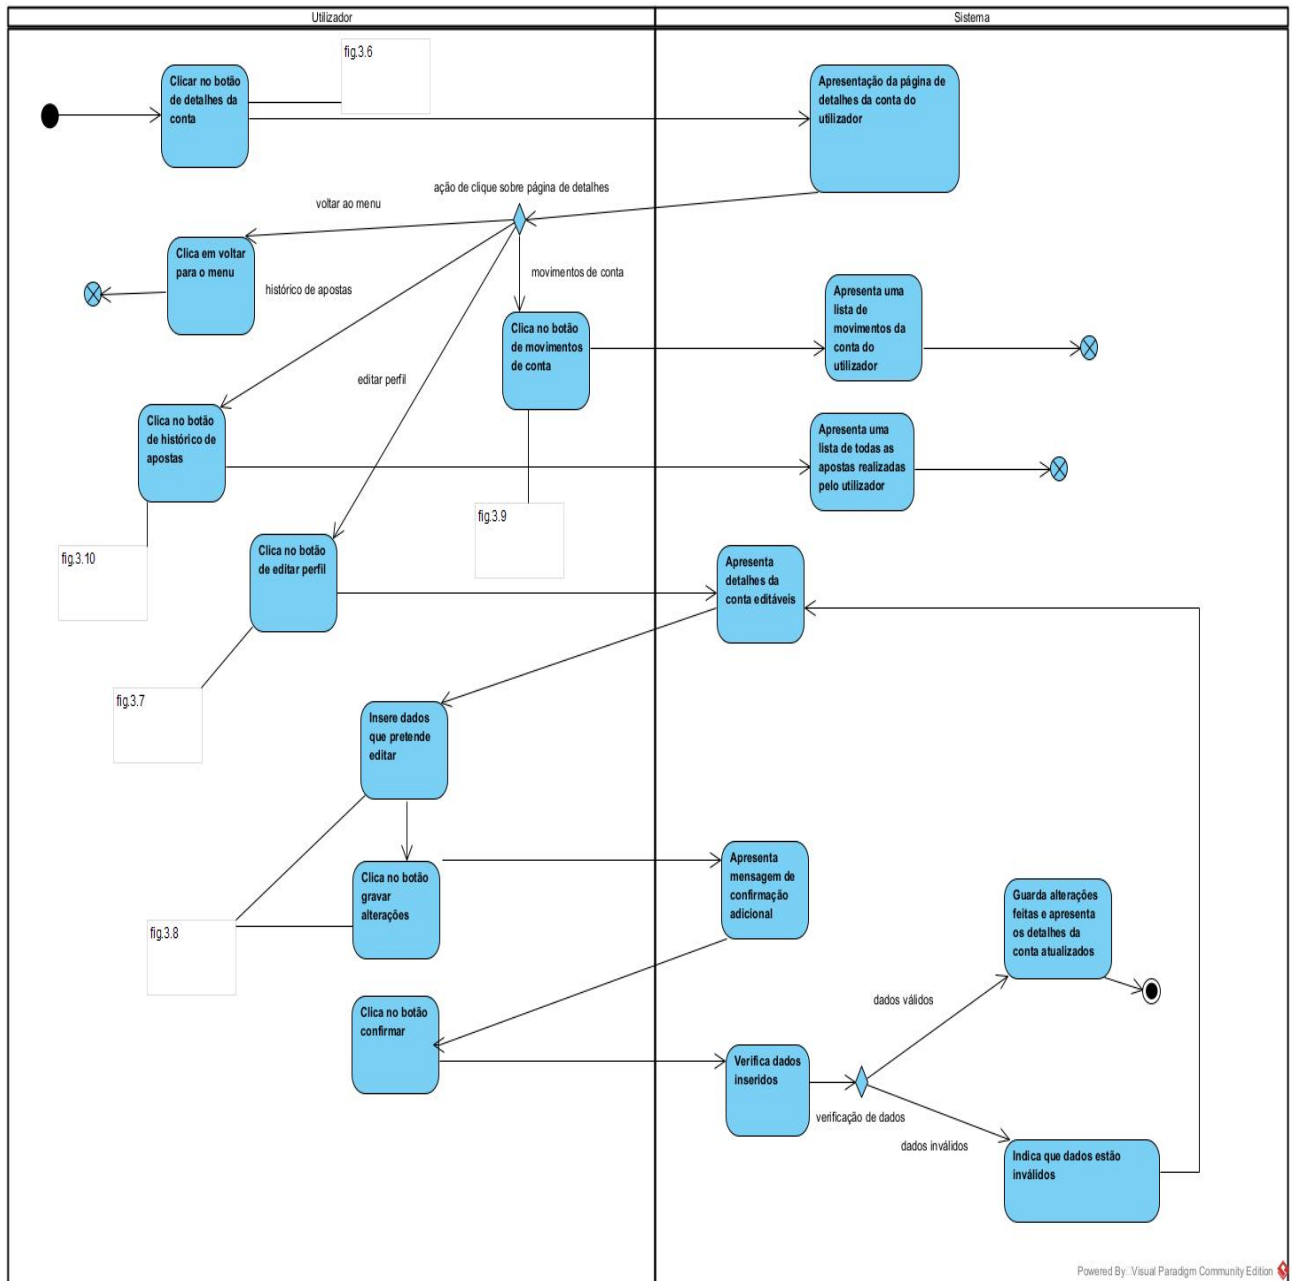 Utilizador
Sistema
fig.3.6
Clicar no botão
de detalhes da
conta
Apresentação da página de
detalhes da conta do
utilizador
ação de clique sobre página de detalhes
voltar ao menu
Clica em voltar
para o menu
histórico de apostas
movimentos de conta
Apresenta uma
lista de
movimentos da
conta do
utilizador
Clica no botão
de movimentos
de conta
editar perfil
Clica no botão
de histórico de
apostas
Apresenta uma
lista de todas as
apostas realizadas
pelo utilizador
fig.3.9
fig.3.10
Clica no botão
de editar perfil
Apresenta
detalhes da
conta editáveis
fig.3.7
Insere dados
que pretende
editar
Clica no botão
gravar
alterações
Apresenta
mensagem de
confirmação
adicional
Guarda alterações
feitas e apresenta
os detalhes da
conta atualizados
fig.3.8
dados válidos
Clica no botão
confirmar
Verifica dados
inseridos
verificação de dados
dados inválidos
Indica que dados estão
inválidos
Powered By: Visual Paradigm Community Edition